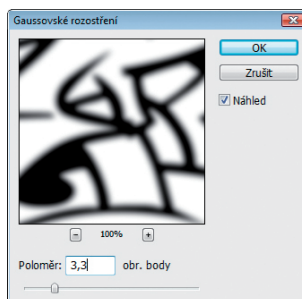 Gaussovské rozostření
OK
Zrušit
Náhled
100%
Poloměr: 3,3 obr. body